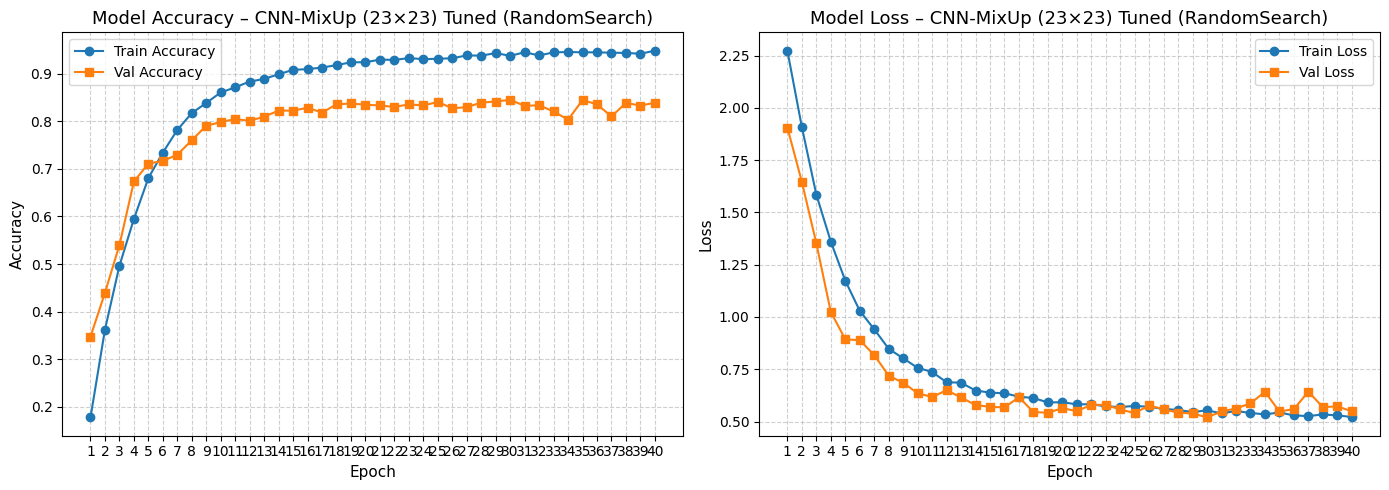 Model Accuracy – CNN-MixUp (23×23) Tuned (RandomSearch)
Train Accuracy
Val Accuracy
0.9
0.8
0.7
0.6
0.5
0.4
0.3
0.2
Accuracy
1 2 3 4 5 6 7 8 9 10 11 12 13 14 15 16 17 18 19 20 21 22 23 24 25 26 27 28 29 30 31 32 33 34 35 36 37 38 39 40
Epoch
Model Loss – CNN-MixUp (23×23) Tuned (RandomSearch)
Train Loss
Val Loss
2.25
2.00
1.75
1.50
1.25
1.00
0.75
0.50
Loss
1 2 3 4 5 6 7 8 9 10 11 12 13 14 15 16 17 18 19 20 21 22 23 24 25 26 27 28 29 30 31 32 33 34 35 36 37 38 39 40
Epoch